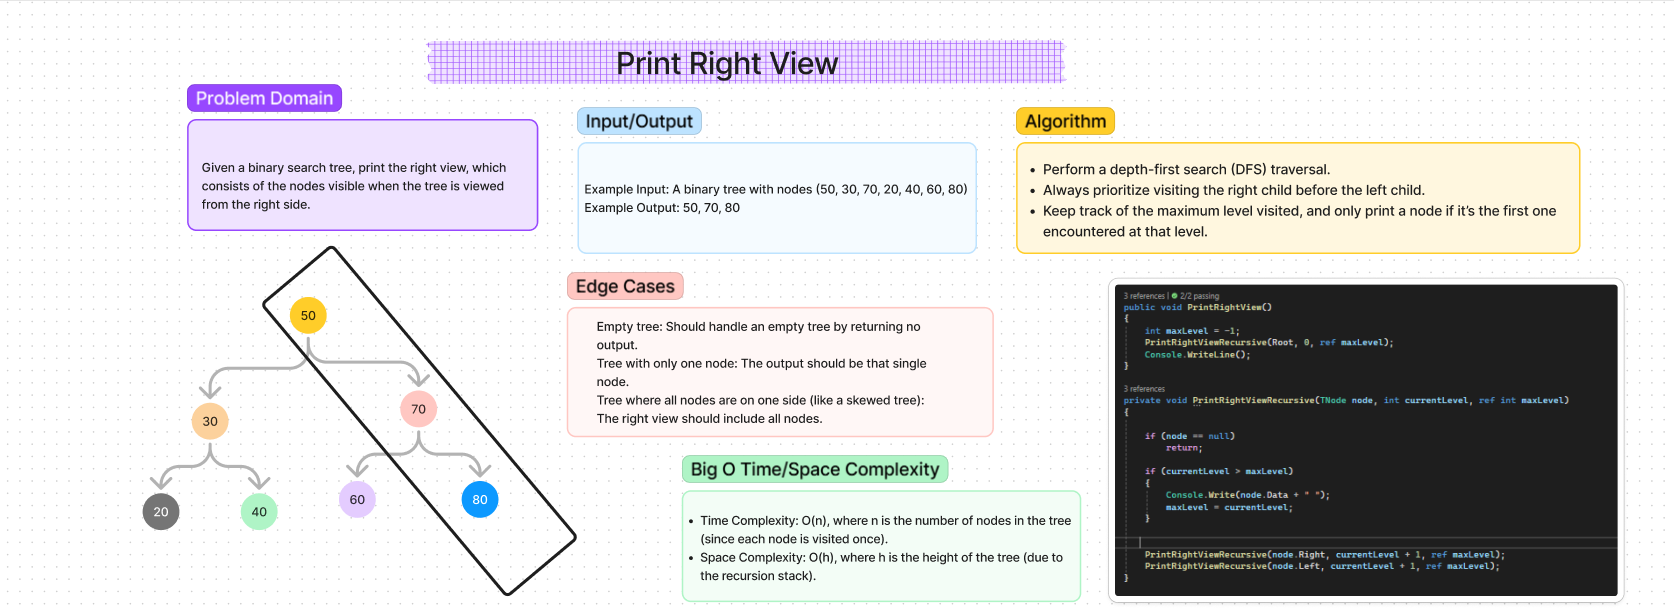 Print Right View
Problem Domain
Given a binary search tree, print the right view, which
consists of the nodes visible when the tree is viewed
from the right side.
Input/Output
Example Input: A binary tree with nodes (50, 30, 70, 20, 40, 60, 80)
Example Output: 50, 70, 80
Algorithm
• Perform a depth-first search (DFS) traversal.
• Always prioritize visiting the right child before the left child.
• Keep track of the maximum level visited, and only print a node if it's the first one
encountered at that level.
50
30
70
20
40
60
80
Edge Cases
Empty tree: Should handle an empty tree by returning no
output.
Tree with only one node: The output should be that single
node.
Tree where all nodes are on one side (like a skewed tree):
The right view should include all nodes.
Big O Time/Space Complexity
• Time Complexity: O(n), where n is the number of nodes in the tree
(since each node is visited once).
• Space Complexity: O(h), where h is the height of the tree (due to
the recursion stack).
3 references | 2/2 passing
public void PrintRightView()
{
int maxLevel = -1;
PrintRightViewRecursive(Root, 0, ref maxLevel);
Console.WriteLine();
}
3 references
private void PrintRightViewRecursive(TNode node, int currentLevel, ref int maxLevel)
{
if (node == null)
return;
if (currentLevel > maxLevel)
{
Console.Write(node.Data + " ");
maxLevel = currentLevel;
}
PrintRightViewRecursive(node.Right, currentLevel + 1, ref maxLevel);
PrintRightViewRecursive(node.Left, currentLevel + 1, ref maxLevel);
}